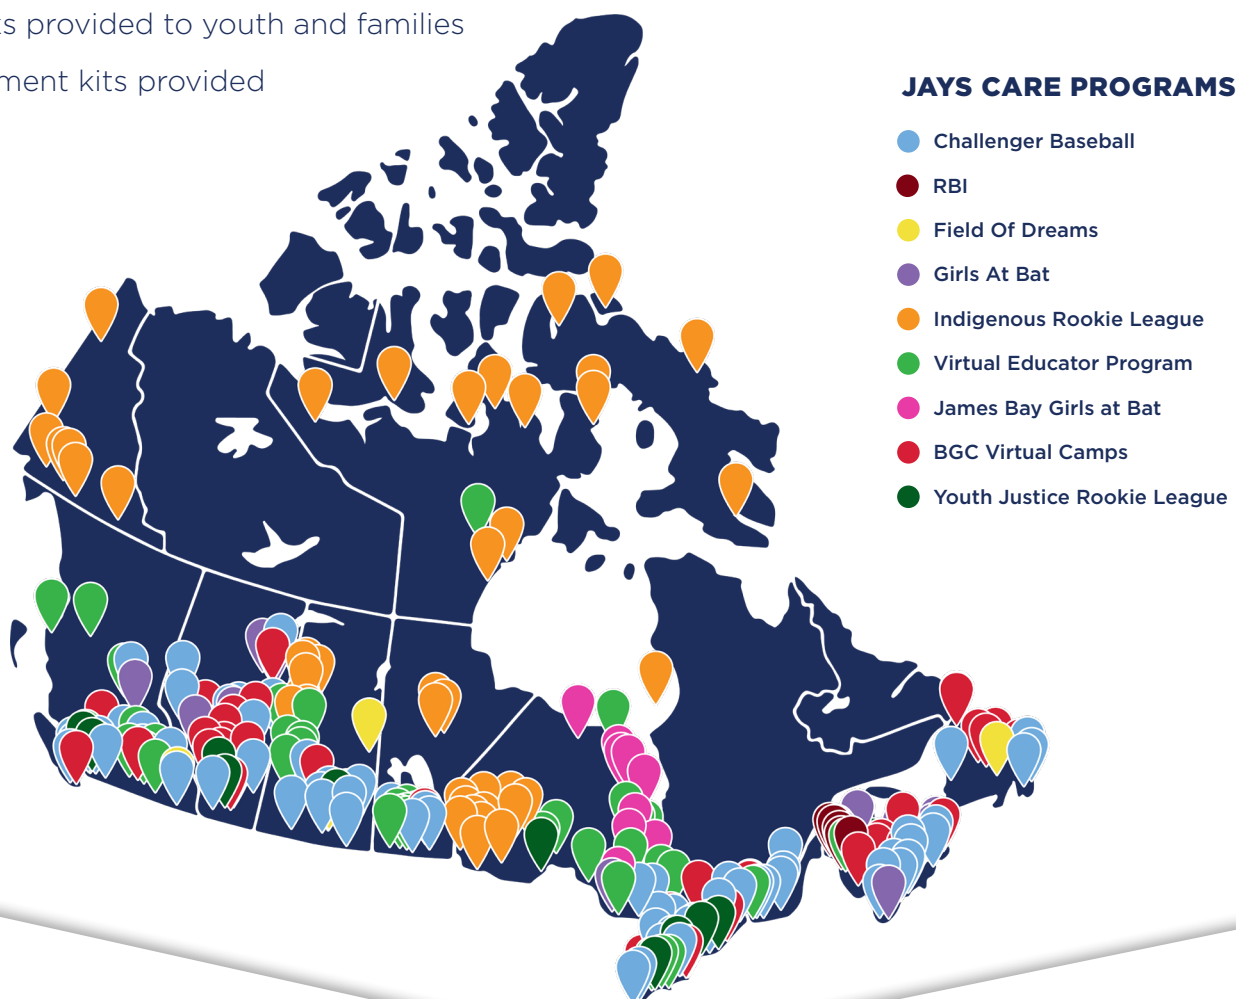 ts provided to youth and families
ment kits provided
JAYS CARE PROGRAMS
Challenger Baseball
RBI
Field Of Dreams
Girls At Bat
Indigenous Rookie League
Virtual Educator Program
James Bay Girls at Bat
BGC Virtual Camps
Youth Justice Rookie League